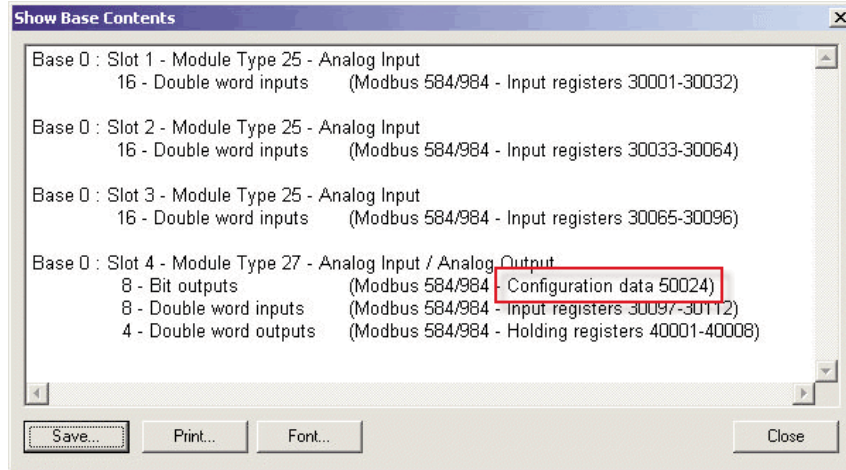 Show Base Contents
Base 0 : Slot 1 - Module Type 25 - Analog Input
16 - Double word inputs (Modbus 584/984 - Input registers 30001-30032)
Base 0 : Slot 2 - Module Type 25 - Analog Input
16 - Double word inputs (Modbus 584/984 - Input registers 30033-30064)
Base 0 : Slot 3 - Module Type 25 - Analog Input
16 - Double word inputs (Modbus 584/984 - Input registers 30065-30096)
Base 0 : Slot 4 - Module Type 27 - Analog Input / Analog Output
8 - Bit outputs (Modbus 584/984 - Configuration data 50024)
8 - Double word inputs (Modbus 584/984 - Input registers 30097-30112)
4 - Double word outputs (Modbus 584/984 - Holding registers 40001-40008)
Save... Print... Font... Close